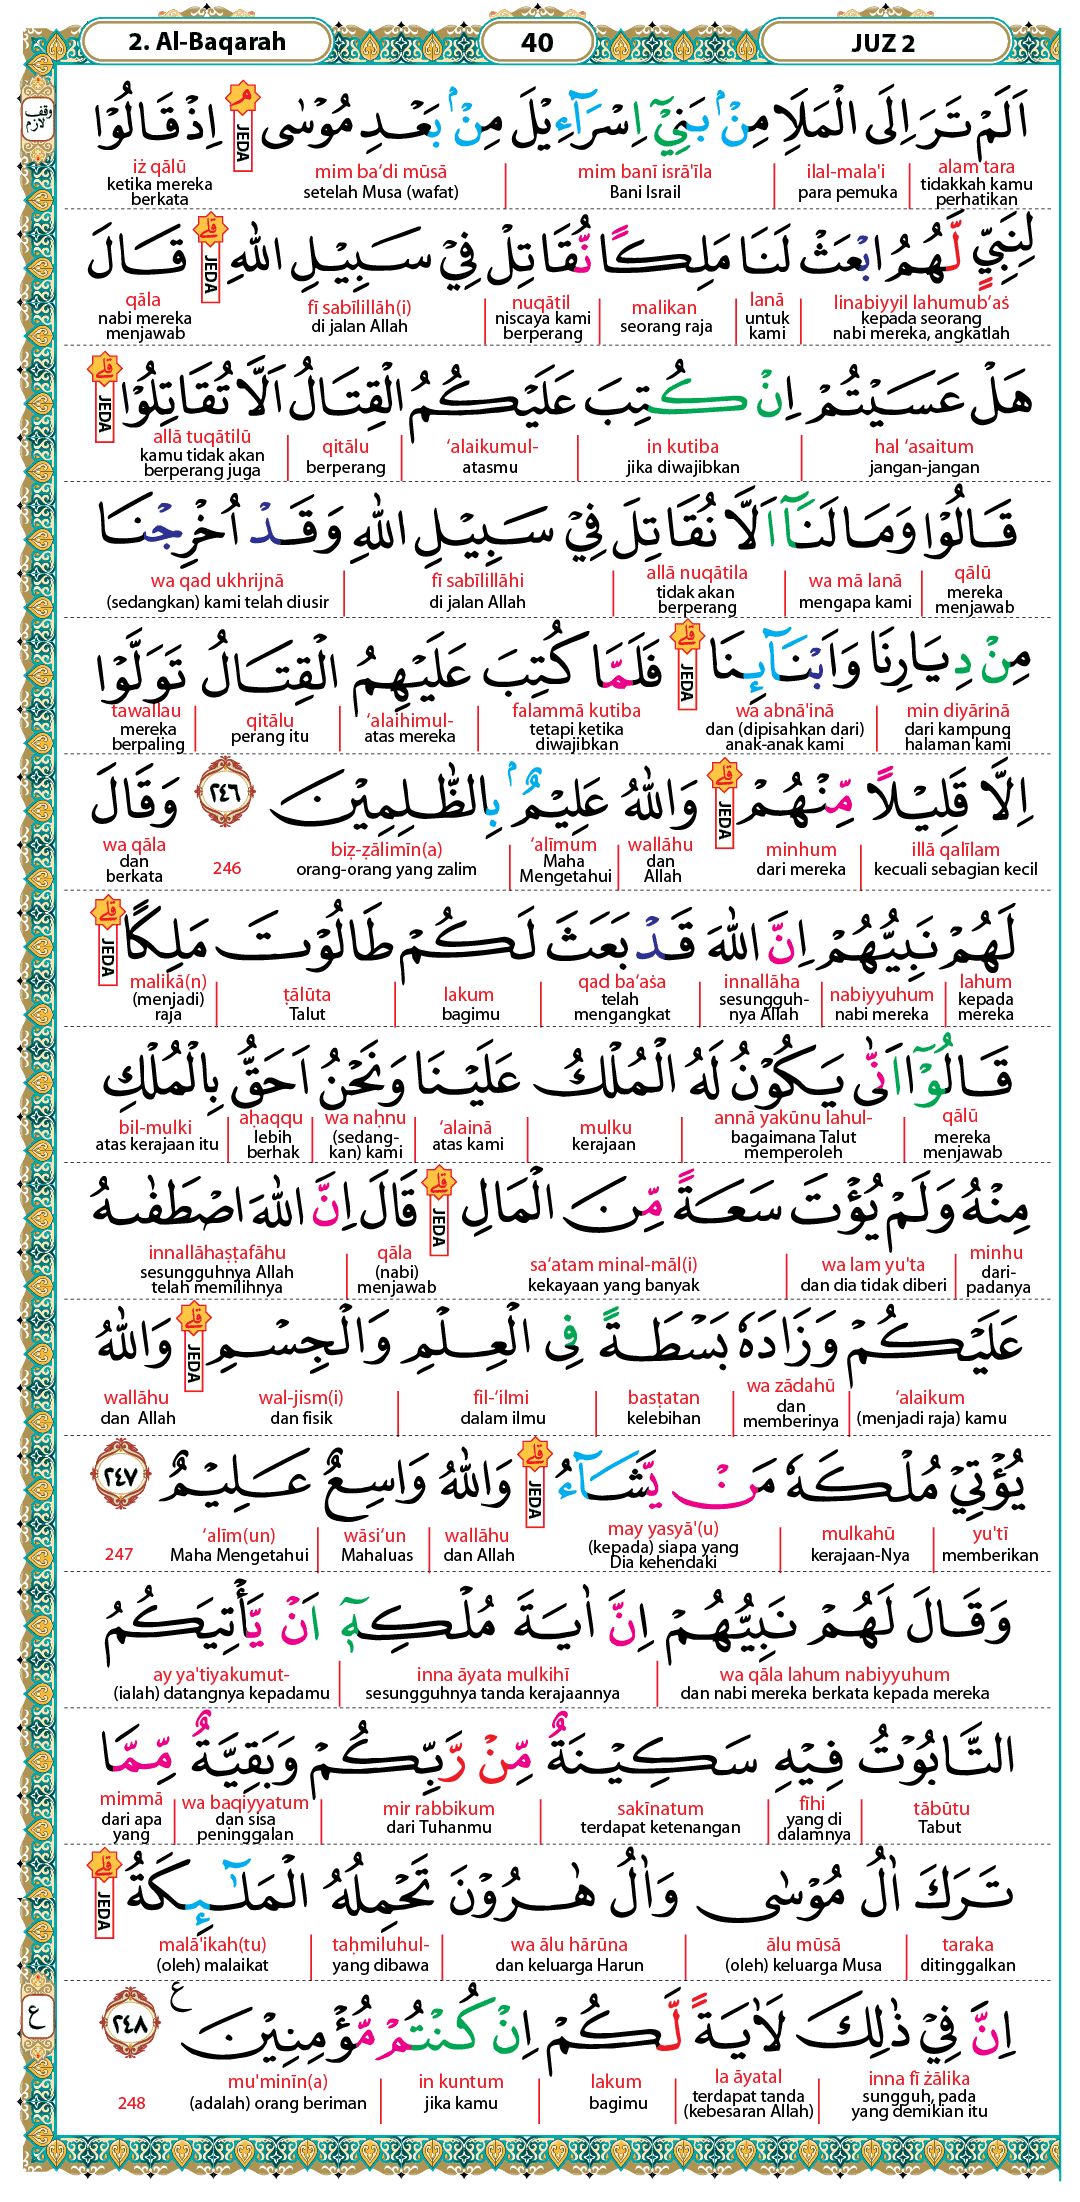 2. Al-Baqarah
40
JUZ 2
وقف لازم
اَلَمْ تَرَ اِلَى الْمَلَاِ مِنْۢ بَنِيْٓ اِسْرَاۤءِيْلَ مِنْۢ بَعْدِ مُوْسٰىۘ اِذْ قَالُوْا
alam tara
ilal-mala'i
mim banī isrā'īla
mim ba‘di mūsā
JEDA
iż qālū
tidakkah kamu perhatikan
para pemuka
Bani Israil
setelah Musa (wafat)
ketika mereka berkata
لِنَبِيٍّ لَّهُمُ ابْعَثْ لَنَا مَلِكًا نُّقَاتِلْ فِيْ سَبِيْلِ اللّٰهِ ۗ قَالَ
linabiyyil lahumub‘aṡ
lanā
malikan
nuqātil
fī sabīlillāh(i)
JEDA
qāla
kepada seorang nabi mereka, angkatlah
untuk kami
seorang raja
niscaya kami berperang
di jalan Allah
nabi mereka menjawab
هَلْ عَسَيْتُمْ اِنْ كُتِبَ عَلَيْكُمُ الْقِتَالُ اَلَّا تُقَاتِلُوْا ۗ
hal ‘asaitum
in kutiba
‘alaikumul-
qitālu
allā tuqātilū
JEDA
jangan-jangan
jika diwajibkan
atasmu
berperang
kamu tidak akan berperang juga
قَالُوْا وَمَا لَنَآ اَلَّا نُقَاتِلَ فِيْ سَبِيْلِ اللّٰهِ وَقَدْ اُخْرِجْنَا
qālū
wa mā lanā
allā nuqātila
fī sabīlillāhi
wa qad ukhrijnā
mereka menjawab
mengapa kami
tidak akan berperang
di jalan Allah
(sedangkan) kami telah diusir
مِنْ دِيَارِنَا وَاَبْنَاۤىِٕنَا ۗ فَلَمَّا كُتِبَ عَلَيْهِمُ الْقِتَالُ تَوَلَّوْا
min diyārinā
wa abnā'inā
JEDA
falammā kutiba
‘alaihimul-
qitālu
tawallau
dari kampung halaman kami
dan (dipisahkan dari) anak-anak kami
tetapi ketika diwajibkan
atas mereka
perang itu
mereka berpaling
اِلَّا قَلِيْلًا مِّنْهُمْ ۗ وَاللّٰهُ عَلِيْمٌۢ بِالظّٰلِمِيْنَ ٢٤٦ وَقَالَ
illā qalīlam
minhum
JEDA
wallāhu
‘alīmum
biẓ-ẓālimīn(a)
246
wa qāla
kecuali sebagian kecil
dari mereka
dan Allah
Maha Mengetahui
orang-orang yang zalim
dan berkata
لَهُمْ نَبِيُّهُمْ اِنَّ اللّٰهَ قَدْ بَعَثَ لَكُمْ طَالُوْتَ مَلِكًا ۗ
lahum
nabiyyuhum
innallāha
qad ba‘aṡa
lakum
ṭālūta
malikā(n)
JEDA
kepada mereka
nabi mereka
sesungguh-nya Allah
telah mengangkat
bagimu
Talut
(menjadi) raja
قَالُوْٓا اَنّٰى يَكُوْنُ لَهُ الْمُلْكُ عَلَيْنَا وَنَحْنُ اَحَقُّ بِالْمُلْكِ
qālū
annā yakūnu lahul-
mulku
‘alainā
wa naḥnu
aḥaqqu
bil-mulki
mereka menjawab
bagaimana Talut memperoleh
kerajaan
atas kami
(sedang-kan) kami
lebih berhak
atas kerajaan itu
مِنْهُ وَلَمْ يُؤْتَ سَعَةً مِّنَ الْمَالِ ۗ قَالَ اِنَّ اللّٰهَ اصْطَفٰىهُ
minhu
wa lam yu'ta
sa‘atam minal-māl(i)
JEDA
qāla
innallāhaṣṭafāhu
dari-padanya
dan dia tidak diberi
kekayaan yang banyak
(nabi) menjawab
sesungguhnya Allah telah memilihnya
عَلَيْكُمْ وَزَادَهٗ بَسْطَةً فِى الْعِلْمِ وَالْجِسْمِ ۗ وَاللّٰهُ
‘alaikum
wa zādahū
basṭatan
fil-‘ilmi
wal-jism(i)
JEDA
wallāhu
(menjadi raja) kamu
dan memberinya
kelebihan
dalam ilmu
dan fisik
dan Allah
يُؤْتِيْ مُلْكَهٗ مَنْ يَّشَاۤءُ ۗ وَاللّٰهُ وَاسِعٌ عَلِيْمٌ ٢٤٧
yu'tī
mulkahū
may yasyā'(u)
JEDA
wallāhu
wāsi‘un
‘alīm(un)
247
memberikan
kerajaan-Nya
(kepada) siapa yang Dia kehendaki
dan Allah
Mahaluas
Maha Mengetahui
وَقَالَ لَهُمْ نَبِيُّهُمْ اِنَّ اٰيَةَ مُلْكِهٖٓ اَنْ يَّأْتِيَكُمُ
wa qāla lahum nabiyyuhum
inna āyata mulkihī
ay ya'tiyakumut-
dan nabi mereka berkata kepada mereka
sesungguhnya tanda kerajaannya
(ialah) datangnya kepadamu
التَّابُوْتُ فِيْهِ سَكِيْنَةٌ مِّنْ رَّبِّكُمْ وَبَقِيَّةٌ مِّمَّا
tābūtu
fīhi
sakīnatum
mir rabbikum
wa baqiyyatum
mimmā
Tabut
yang di dalamnya
terdapat ketenangan
dari Tuhanmu
dan sisa peninggalan
dari apa yang
تَرَكَ اٰلُ مُوْسٰى وَاٰلُ هٰرُوْنَ تَحْمِلُهُ الْمَلٰۤىِٕكَةُ ۗ
taraka
ālu mūsā
wa ālu hārūna
taḥmiluhul-
malā'ikah(tu)
JEDA
ditinggalkan
(oleh) keluarga Musa
dan keluarga Harun
yang dibawa
(oleh) malaikat
اِنَّ فِيْ ذٰلِكَ لَاٰيَةً لَّكُمْ اِنْ كُنْتُمْ مُّؤْمِنِيْنَ ࣖ ٢٤٨
ع
inna fī żālika
la āyatal
lakum
in kuntum
mu'minīn(a)
248
sungguh, pada yang demikian itu
terdapat tanda (kebesaran Allah)
bagimu
jika kamu
(adalah) orang beriman